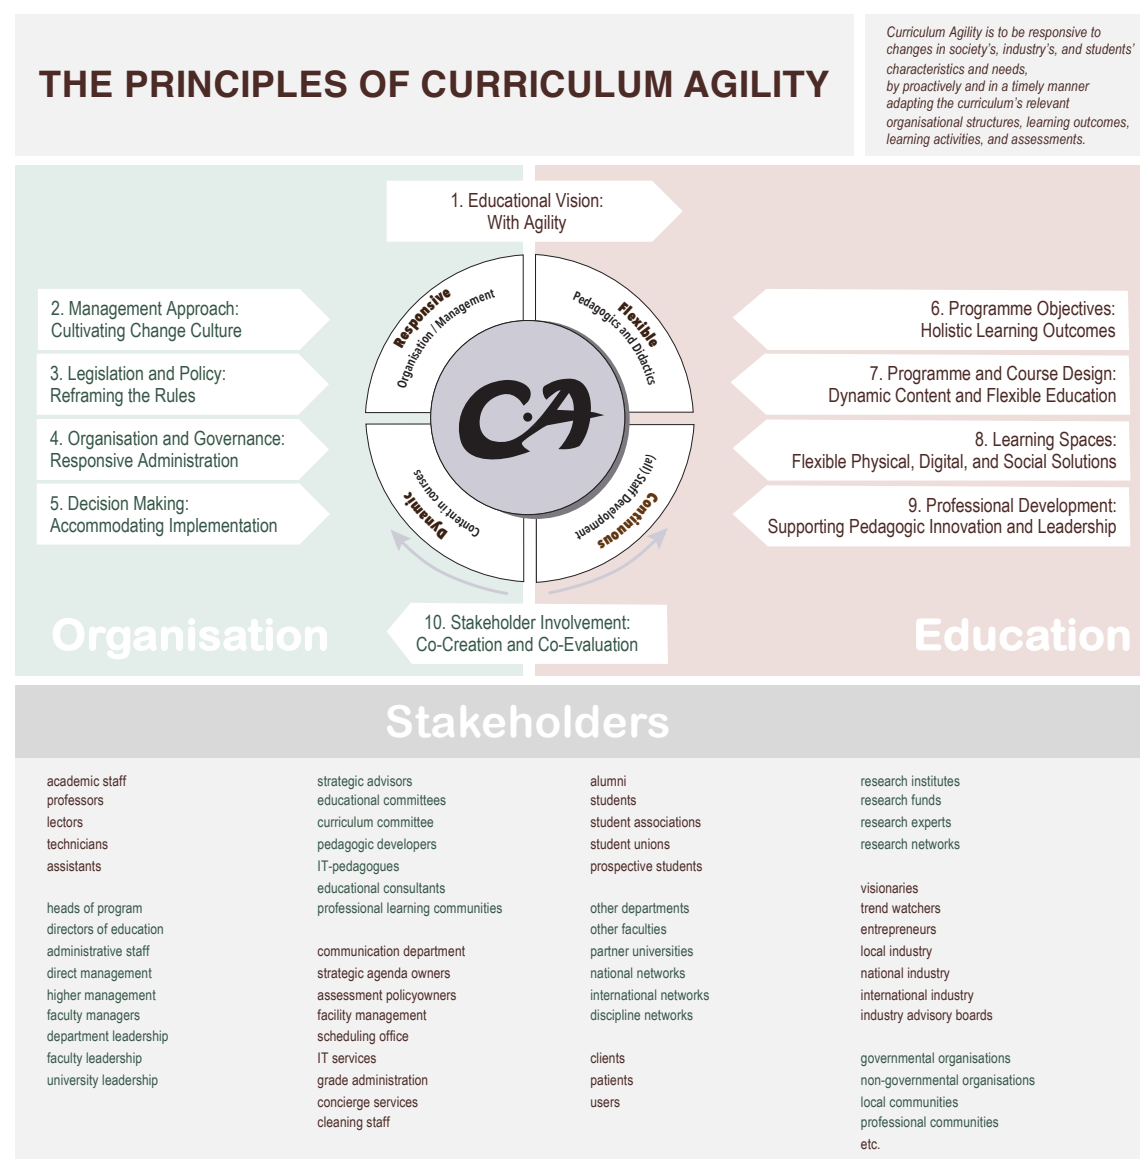 THE PRINCIPLES OF CURRICULUM AGILITY
Curriculum Agility is to be responsive to
changes in society's, industry's, and students'
characteristics and needs,
by proactively and in a timely manner
adapting the curriculum's relevant
organisational structures, learning outcomes,
learning activities, and assessments.
1. Educational Vision:
With Agility
2. Management Approach:
Cultivating Change Culture
3. Legislation and Policy:
Reframing the Rules
4. Organisation and Governance:
Responsive Administration
5. Decision Making:
Accommodating Implementation
Responsive
Organisation / Management
Flexible
Pedagogics and Didactics
CA
Dynamic
Content in courses
(all) Staff Development
Continuous
6. Programme Objectives:
Holistic Learning Outcomes
7. Programme and Course Design:
Dynamic Content and Flexible Education
8. Learning Spaces:
Flexible Physical, Digital, and Social Solutions
9. Professional Development:
Supporting Pedagogic Innovation and Leadership
10. Stakeholder Involvement:
Co-Creation and Co-Evaluation
Organisation
Education
Stakeholders
academic staff
professors
lectors
technicians
assistants
heads of program
directors of education
administrative staff
direct management
higher management
faculty managers
department leadership
faculty leadership
university leadership
strategic advisors
educational committees
curriculum committee
pedagogic developers
IT-pedagogues
educational consultants
professional learning communities
communication department
strategic agenda owners
assessment policyowners
facility management
scheduling office
IT services
grade administration
concierge services
cleaning staff
alumni
students
student associations
student unions
prospective students
other departments
other faculties
partner universities
national networks
international networks
discipline networks
clients
patients
users
research institutes
research funds
research experts
research networks
visionaries
trend watchers
entrepreneurs
local industry
national industry
international industry
industry advisory boards
governmental organisations
non-governmental organisations
local communities
professional communities
etc.